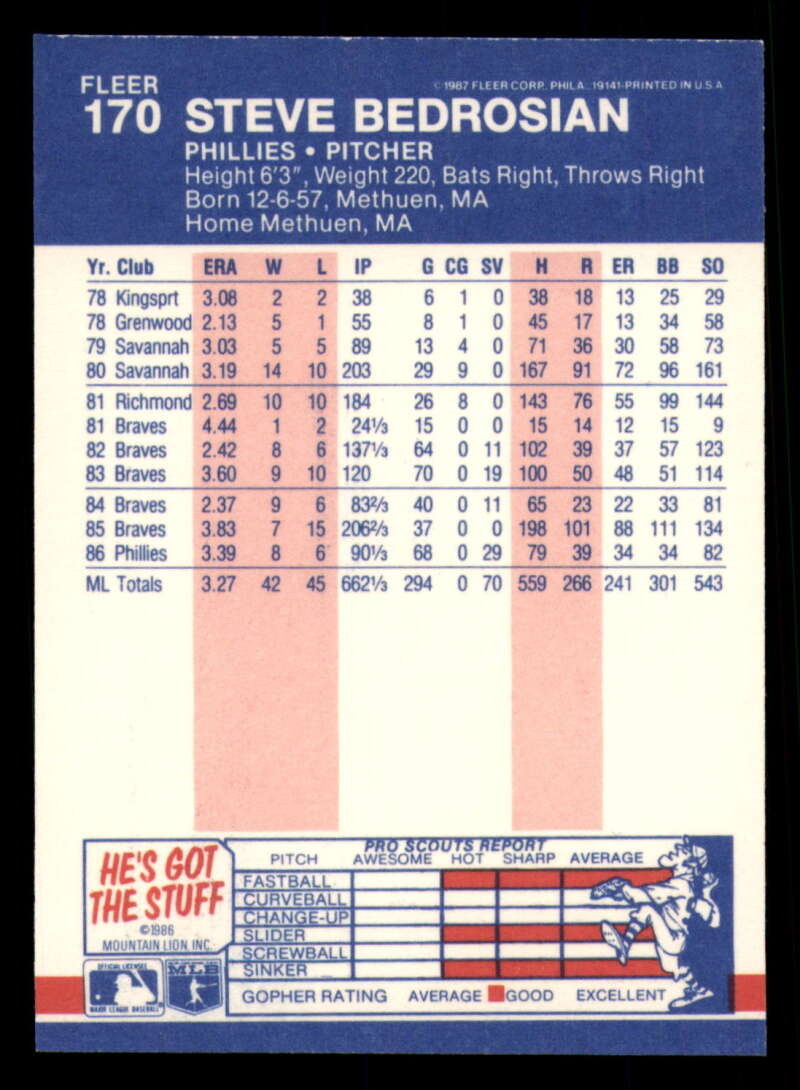 FLEER
©1987 FLEER CORP. PHILA. 19141-PRINTED IN U.S.A
170 STEVE BEDROSIAN
PHILLIES • PITCHER
Height 6'3", Weight 220, Bats Right, Throws Right
Born 12-6-57, Methuen, MA
Home Methuen, MA
Yr. Club ERA W L IP G CG SV H R ER BB SO
78 Kingsprt 3.08 2 2 38 6 1 0 38 18 13 25 29
78 Grenwood 2.13 5 1 55 8 1 0 45 17 13 34 58
79 Savannah 3.03 5 5 89 13 4 0 71 36 30 58 73
80 Savannah 3.19 14 10 203 29 9 0 167 91 72 96 161
81 Richmond 2.69 10 10 184 26 8 0 143 76 55 99 144
81 Braves 4.44 1 2 24⅓ 15 0 0 15 14 12 15 9
82 Braves 2.42 8 6 137⅓ 64 0 11 102 39 37 57 123
83 Braves 3.60 9 10 120 70 0 19 100 50 48 51 114
84 Braves 2.37 9 6 83⅔ 40 0 11 65 23 22 33 81
85 Braves 3.83 7 15 206⅔ 37 0 0 198 101 88 111 134
86 Phillies 3.39 8 6 90⅓ 68 0 29 79 39 34 34 82
ML Totals 3.27 42 45 662⅓ 294 0 70 559 266 241 301 543
HE'S GOT
THE STUFF
©1986
MOUNTAIN LION, INC.
PRO SCOUTS REPORT
PITCH AWESOME HOT SHARP AVERAGE
FASTBALL
CURVEBALL
CHANGE-UP
SLIDER
SCREWBALL
SINKER
GOPHER RATING AVERAGE GOOD EXCELLENT
OFFICIAL LICENSEE
MAJOR LEAGUE BASEBALL
MLB